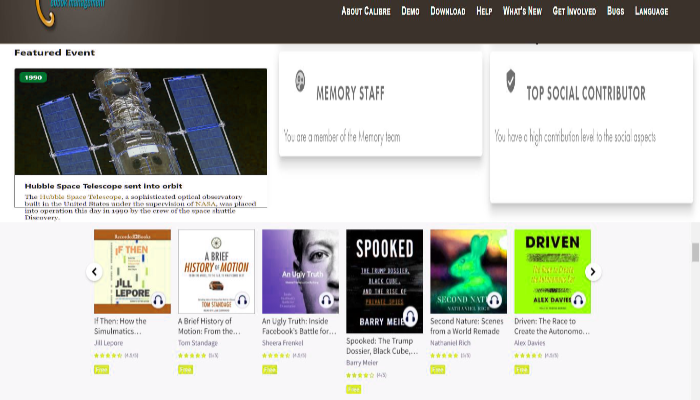 ebook management
About Calibre Demo Download Help What's New Get Involved Bugs Language
Featured Event
1990
Hubble Space Telescope sent into orbit
The Hubble Space Telescope, a sophisticated optical observatory
built in the United States under the supervision of NASA, was placed
into operation this day in 1990 by the crew of the space shuttle
Discovery.
MEMORY STAFF
You are a member of the Memory team
TOP SOCIAL CONTRIBUTOR
You have a high contribution level to the social aspects
IF THEN
JILL
LEPORE
If Then: How the
Simulmatics...
Jill Lepore
A BRIEF
HISTORY OF MOTION
TOM STANDAGE
A Brief History of
Motion: From the...
Tom Standage
(5/5)
An Ugly Truth
An Ugly Truth: Inside
Facebook's Battle for...
Sheera Frenkel
SPOOKED
THE TRUMP DOSSIER,
BLACK CUBE,
AND THE RISE OF
PRIVATE SPIES
BARRY MEIER
Spooked: The Trump
Dossier, Black Cube,...
Barry Meier
(4/5)
SECOND NATURE
NATHANIEL RICH
Second Nature: Scenes
from a World Remade
Nathaniel Rich
(5/5)
DRIVEN
ALEX DAVIES
Driven: The Race to
Create the Autonomo...
Alex Davies